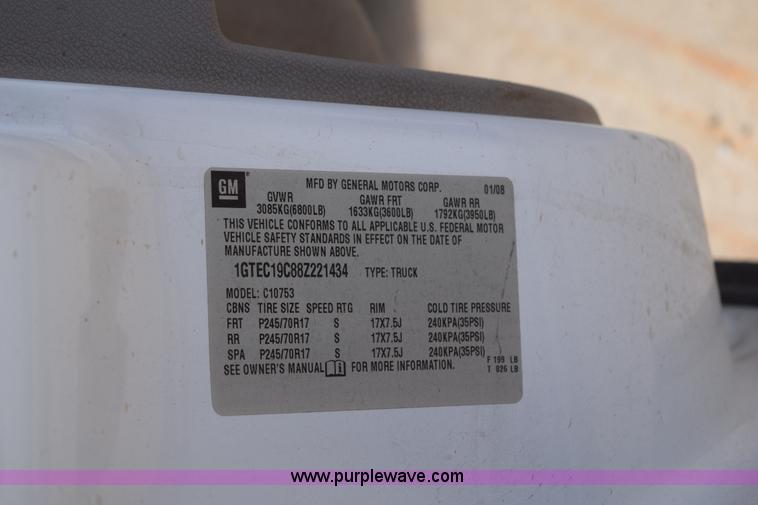 GM
MFD BY GENERAL MOTORS CORP. 01/08
GVWR GAWR FRT GAWR RR
3085KG(6800LB) 1633KG(3600LB) 1792KG(3950LB)
THIS VEHICLE CONFORMS TO ALL APPLICABLE U.S. FEDERAL MOTOR
VEHICLE SAFETY STANDARDS IN EFFECT ON THE DATE OF
MANUFACTURE SHOWN ABOVE.
1GTEC19C88Z221434 TYPE: TRUCK
MODEL: C10753
CBNS TIRE SIZE SPEED RTG RIM COLD TIRE PRESSURE
FRT P245/70R17 S 17X7.5J 240KPA(35PSI)
RR P245/70R17 S 17X7.5J 240KPA(35PSI)
SPA P245/70R17 S 17X7.5J 240KPA(35PSI)
F 199 LB
SEE OWNER'S MANUAL FOR MORE INFORMATION. T 826 LB
www.purplewave.com